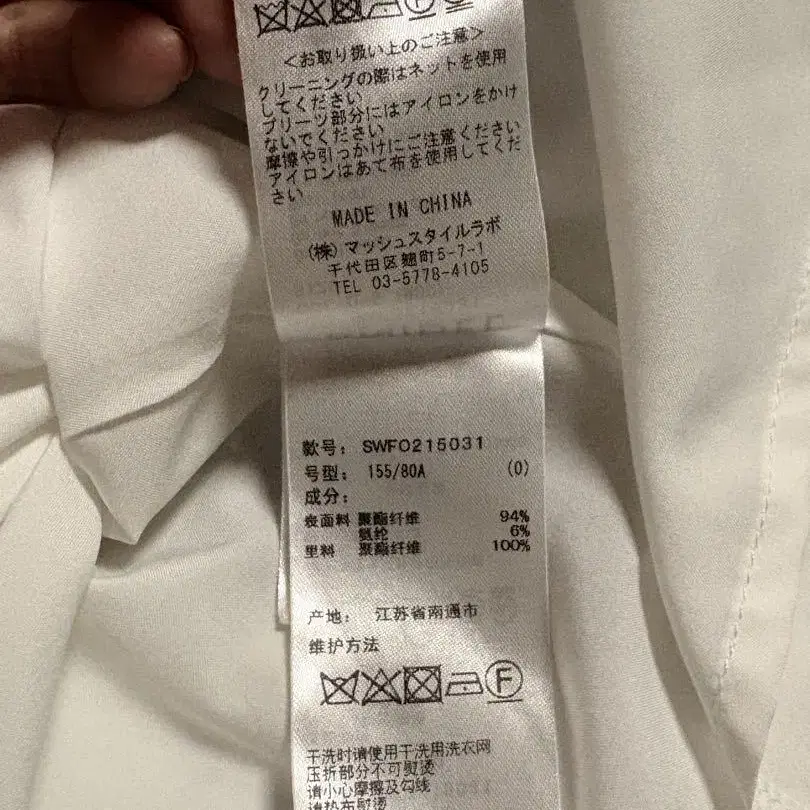 <お取り扱い上のご注意>
クリーニングの際はネットを使用
してください
プリーツ部分にはアイロンをかけ
ないでください
摩擦や引っかけにご注意ください
アイロンはあて布を使用してくだ
さい
MADE IN CHINA
(株)マッシュスタイルラボ
千代田区麹町5-7-1
TEL 03-5778-4105
款号: SWFO215031
号型: 155/80A (0)
成分:
表面料 聚酯纤维 94%
氨纶 6%
里料 聚酯纤维 100%
产地: 江苏省南通市
维护方法
F
干洗时请使用干洗用洗衣网
压折部分不可熨烫
请小心摩擦及勾线
请垫布熨烫